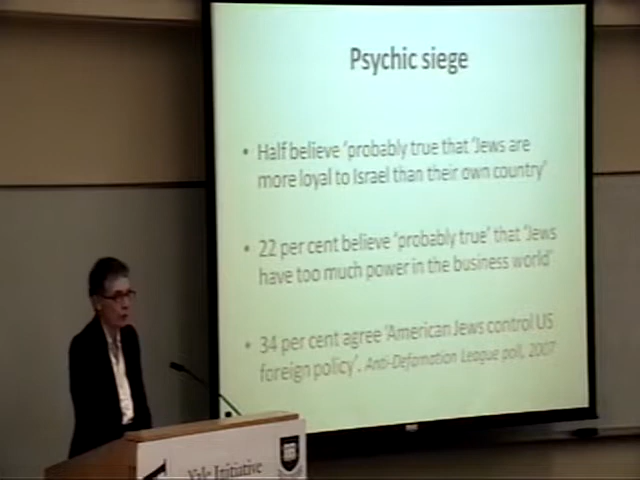 Psychic siege
• Half believe 'probably true that 'Jews are
more loyal to Israel than their own country'
• 22 per cent believe 'probably true' that 'Jews
have too much power in the business world'
• 34 per cent agree 'American Jews control US
foreign policy'. Anti-Defamation League poll, 2007
Yale Initiative